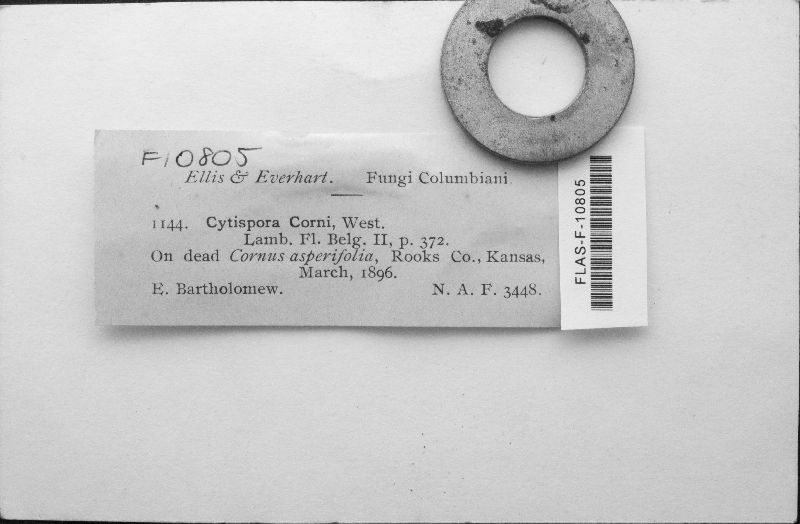 F10805
Ellis & Everhart. Fungi Columbiani.
1144. Cytispora Corni, West.
Lamb. Fl. Belg. II, p. 372.
On dead Cornus asperifolia, Rooks Co., Kansas,
March, 1896.
E. Bartholomew. N. A. F. 3448.
FLAS-F-10805